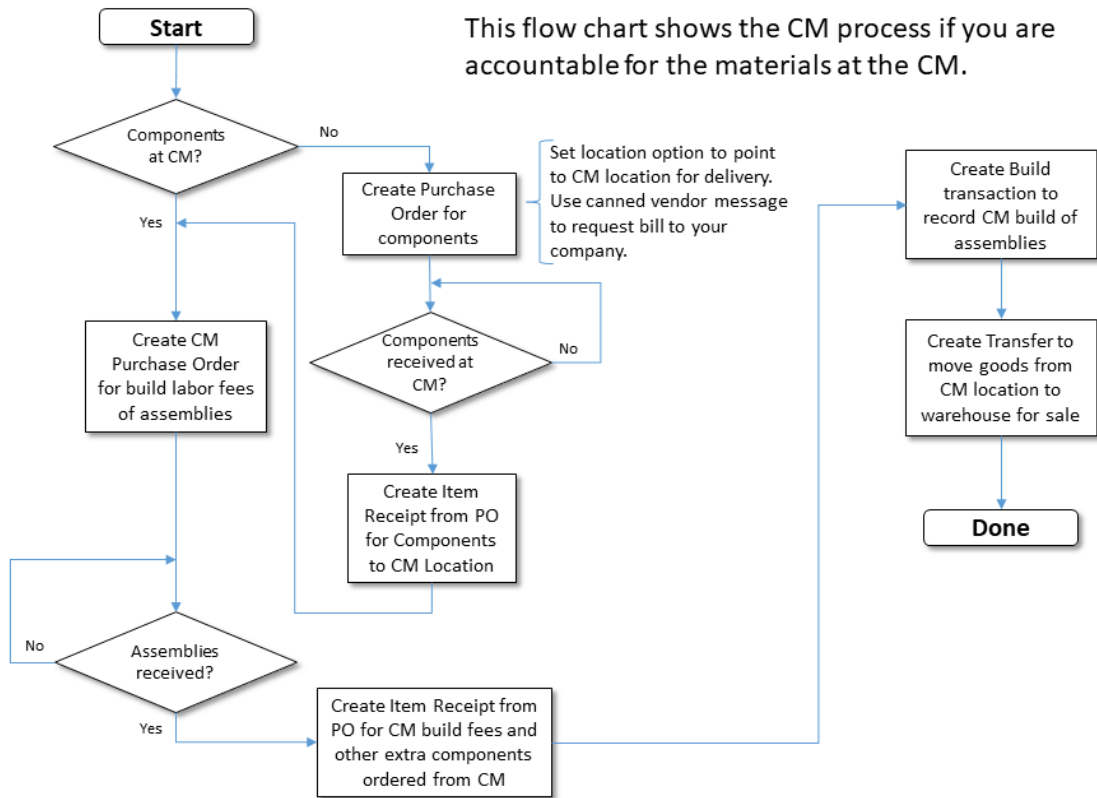 Start
This flow chart shows the CM process if you are
accountable for the materials at the CM.
Components
at CM?
No
Yes
Create Purchase
Order for
components
Set location option to point
to CM location for delivery.
Use canned vendor message
to request bill to your
company.
Components
received at
CM?
No
Yes
Create Item
Receipt from PO
for Components
to CM Location
Create CM
Purchase Order
for build labor fees
of assemblies
Assemblies
received?
No
Yes
Create Item Receipt from
PO for CM build fees and
other extra components
ordered from CM
Create Build
transaction to
record CM build of
assemblies
Create Transfer to
move goods from
CM location to
warehouse for sale
Done